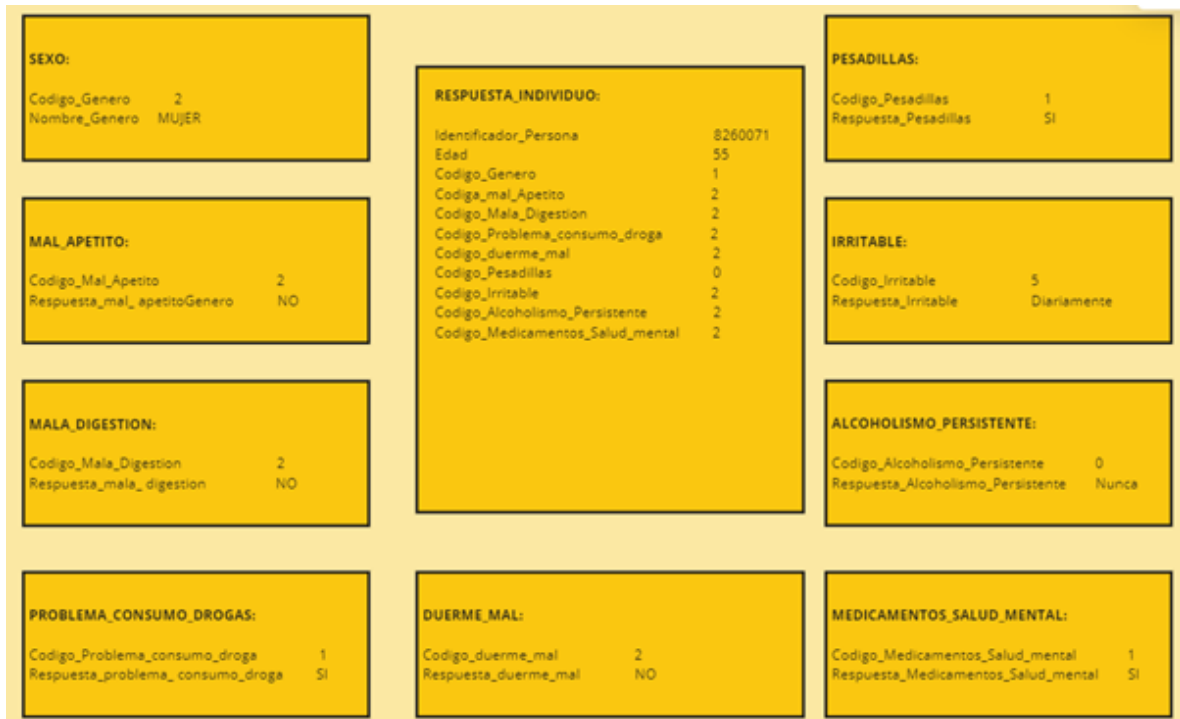 SEXO:
Codigo_Genero 2
Nombre_Genero MUJER
MAL_APETITO:
Codigo_Mal_Apetito 2
Respuesta_mal_ apetitoGenero NO
MALA_DIGESTION:
Codigo_Mala_Digestion 2
Respuesta_mala_ digestion NO
PROBLEMA_CONSUMO_DROGAS:
Codigo_Problema_consumo_droga 1
Respuesta_problema_ consumo_droga SI
RESPUESTA_INDIVIDUO:
Identificador_Persona 8260071
Edad 55
Codigo_Genero 1
Codiga_mal_Apetito 2
Codigo_Mala_Digestion 2
Codigo_Problema_consumo_droga 2
Codigo_duerme_mal 2
Codigo_Pesadillas 0
Codigo_Irritable 2
Codigo_Alcoholismo_Persistente 2
Codigo_Medicamentos_Salud_mental 2
DUERME_MAL:
Codigo_duerme_mal 2
Respuesta_duerme_mal NO
PESADILLAS:
Codigo_Pesadillas 1
Respuesta_Pesadillas SI
IRRITABLE:
Codigo_Irritable 5
Respuesta_Irritable Diariamente
ALCOHOLISMO_PERSISTENTE:
Codigo_Alcoholismo_Persistente 0
Respuesta_Alcoholismo_Persistente Nunca
MEDICAMENTOS_SALUD_MENTAL:
Codigo_Medicamentos_Salud_mental 1
Respuesta_Medicamentos_Salud_mental SI